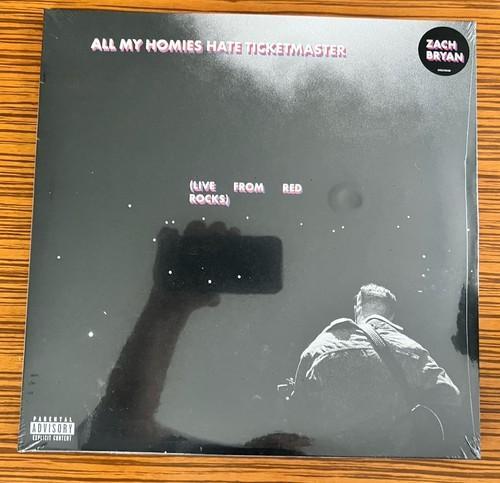 ALL MY HOMIES HATE TICKETMASTER
ZACH
BRYAN
(LIVE FROM RED
ROCKS)
PARENTAL
ADVISORY
EXPLICIT CONTENT